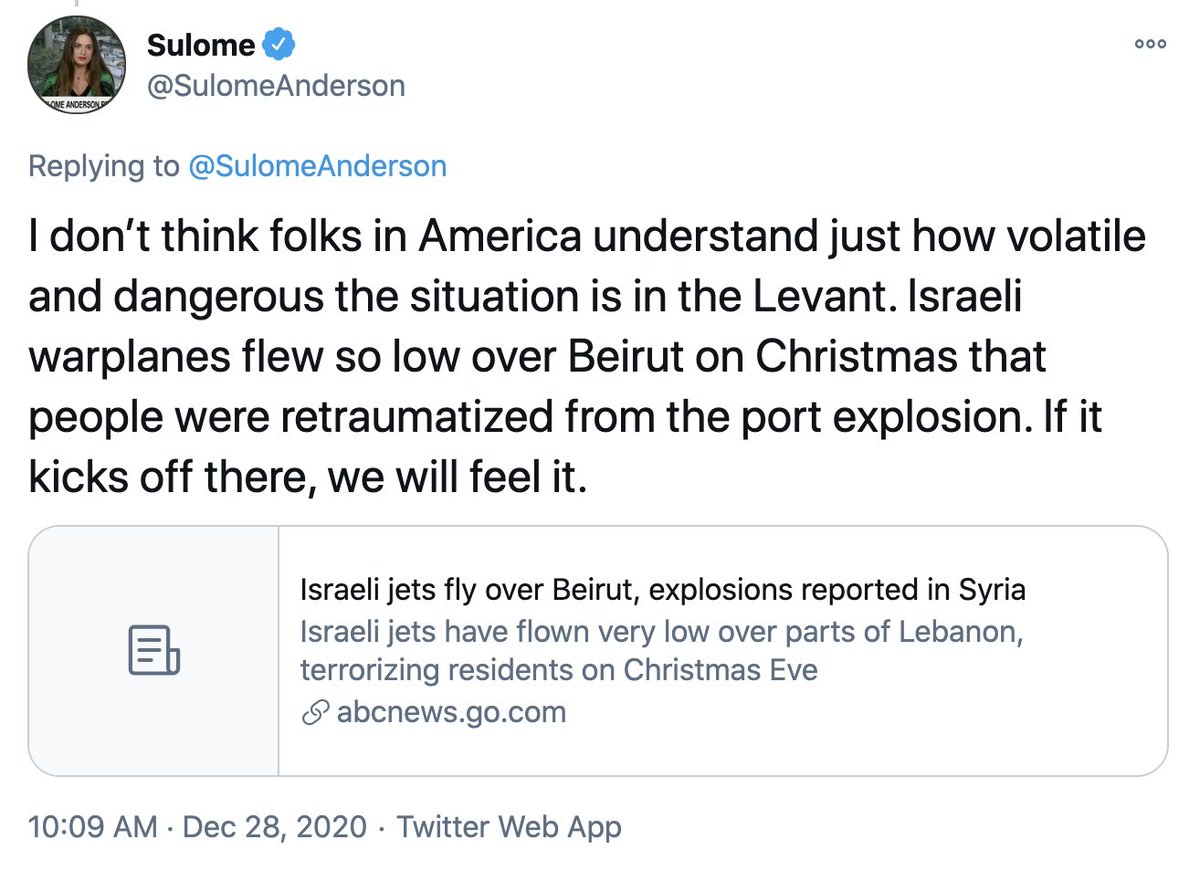 Sulome
@SulomeAnderson
Replying to @SulomeAnderson
I don’t think folks in America understand just how volatile
and dangerous the situation is in the Levant. Israeli
warplanes flew so low over Beirut on Christmas that
people were retraumatized from the port explosion. If it
kicks off there, we will feel it.
Israeli jets fly over Beirut, explosions reported in Syria
Israeli jets have flown very low over parts of Lebanon,
terrorizing residents on Christmas Eve
abcnews.go.com
10:09 AM · Dec 28, 2020 · Twitter Web App